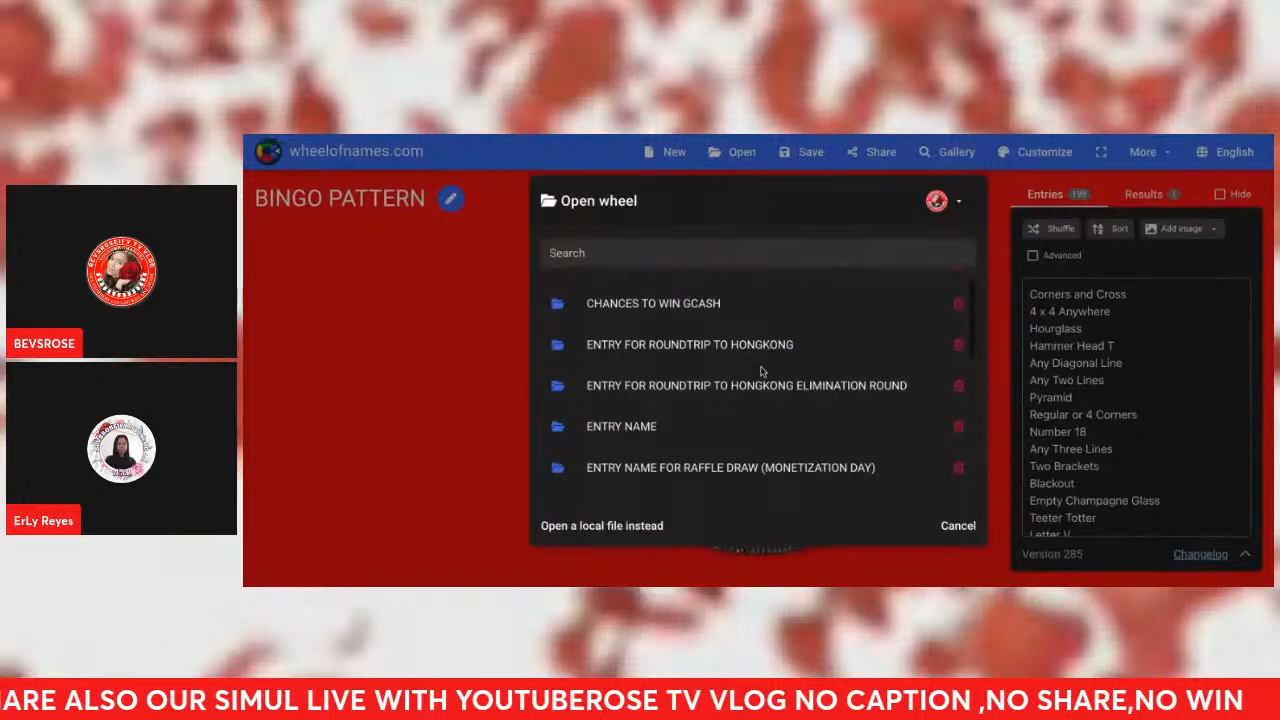 wheelofnames.com
New
Open
Save
Share
Gallery
Customize
More
English
BINGO PATTERN
Open wheel
Search
CHANCES TO WIN GCASH
ENTRY FOR ROUNDTRIP TO HONGKONG
ENTRY FOR ROUNDTRIP TO HONGKONG ELIMINATION ROUND
ENTRY NAME
ENTRY NAME FOR RAFFLE DRAW (MONETIZATION DAY)
Open a local file instead
Cancel
Entries 199
Results 1
Hide
Shuffle
Sort
Add image
Advanced
Corners and Cross
4 x 4 Anywhere
Hourglass
Hammer Head T
Any Diagonal Line
Any Two Lines
Pyramid
Regular or 4 Corners
Number 18
Any Three Lines
Two Brackets
Blackout
Empty Champagne Glass
Teeter Totter
Letter V
Version 285
Changelog
BEVSROSE
ErLy Reyes
HARE ALSO OUR SIMUL LIVE WITH YOUTUBEROSE TV VLOG NO CAPTION ,NO SHARE,NO WIN